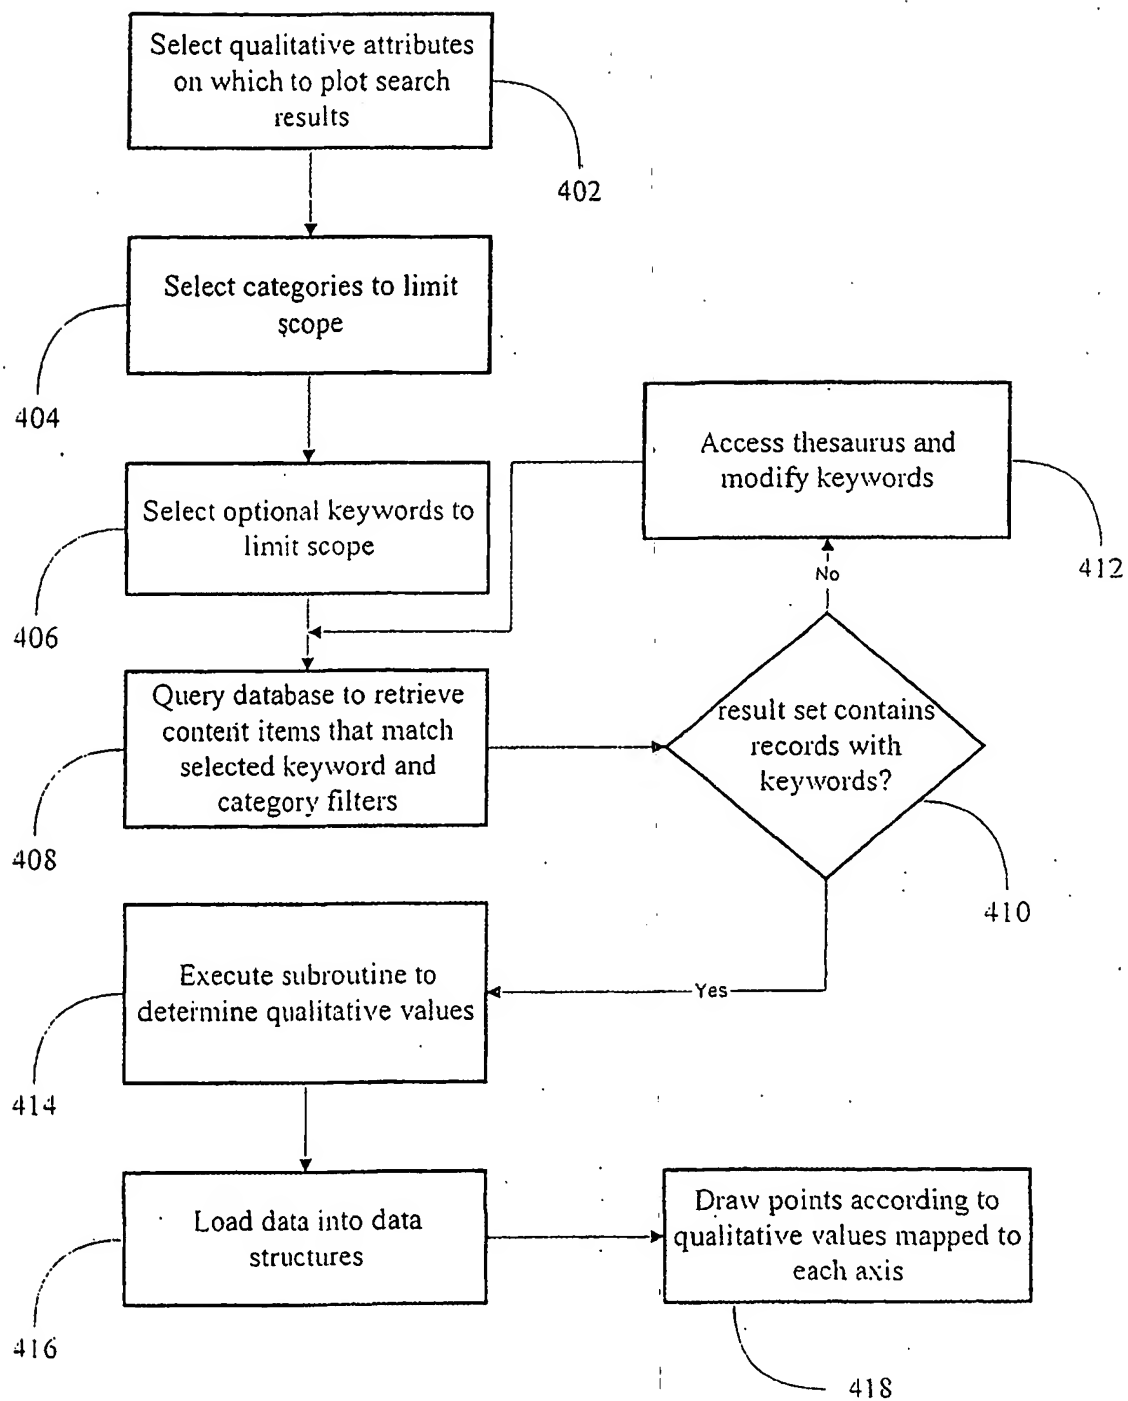 Select qualitative attributes
on which to plot search
results
402
Select categories to limit
scope
404
Access thesaurus and
modify keywords
412
Select optional keywords to
limit scope
406
No
Query database to retrieve
content items that match
selected keyword and
category filters
408
result set contains
records with
keywords?
410
Execute subroutine to
determine qualitative values
414
Yes
Load data into data
structures
416
Draw points according to
qualitative values mapped to
each axis
418